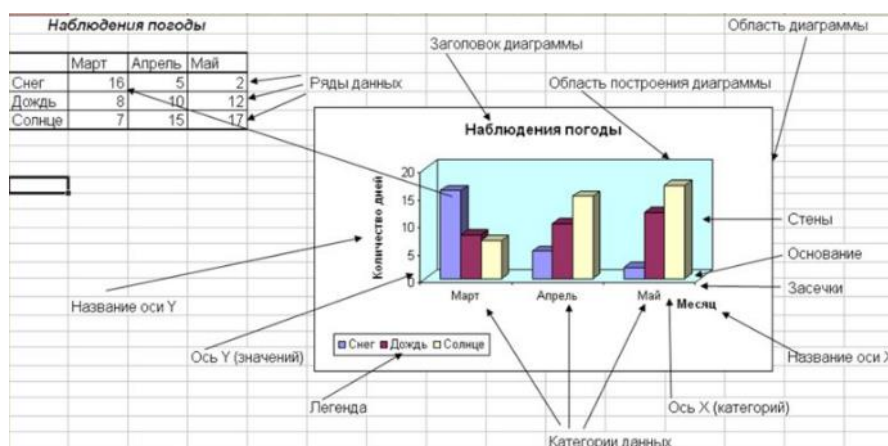 Наблюдения погоды
Март Апрель Май
Снег 16 5 2
Дождь 8 10 12
Солнце 7 15 17
Ряды данных
Заголовок диаграммы
Область диаграммы
Область построения диаграммы
Наблюдения погоды
Количество дней
20
15
10
5
0
Март Апрель Май
Месяц
Снег Дождь Солнце
Стены
Основание
Засечки
Название оси Y
Ось Y (значений)
Название оси X
Легенда
Ось X (категорий)
Категории данных